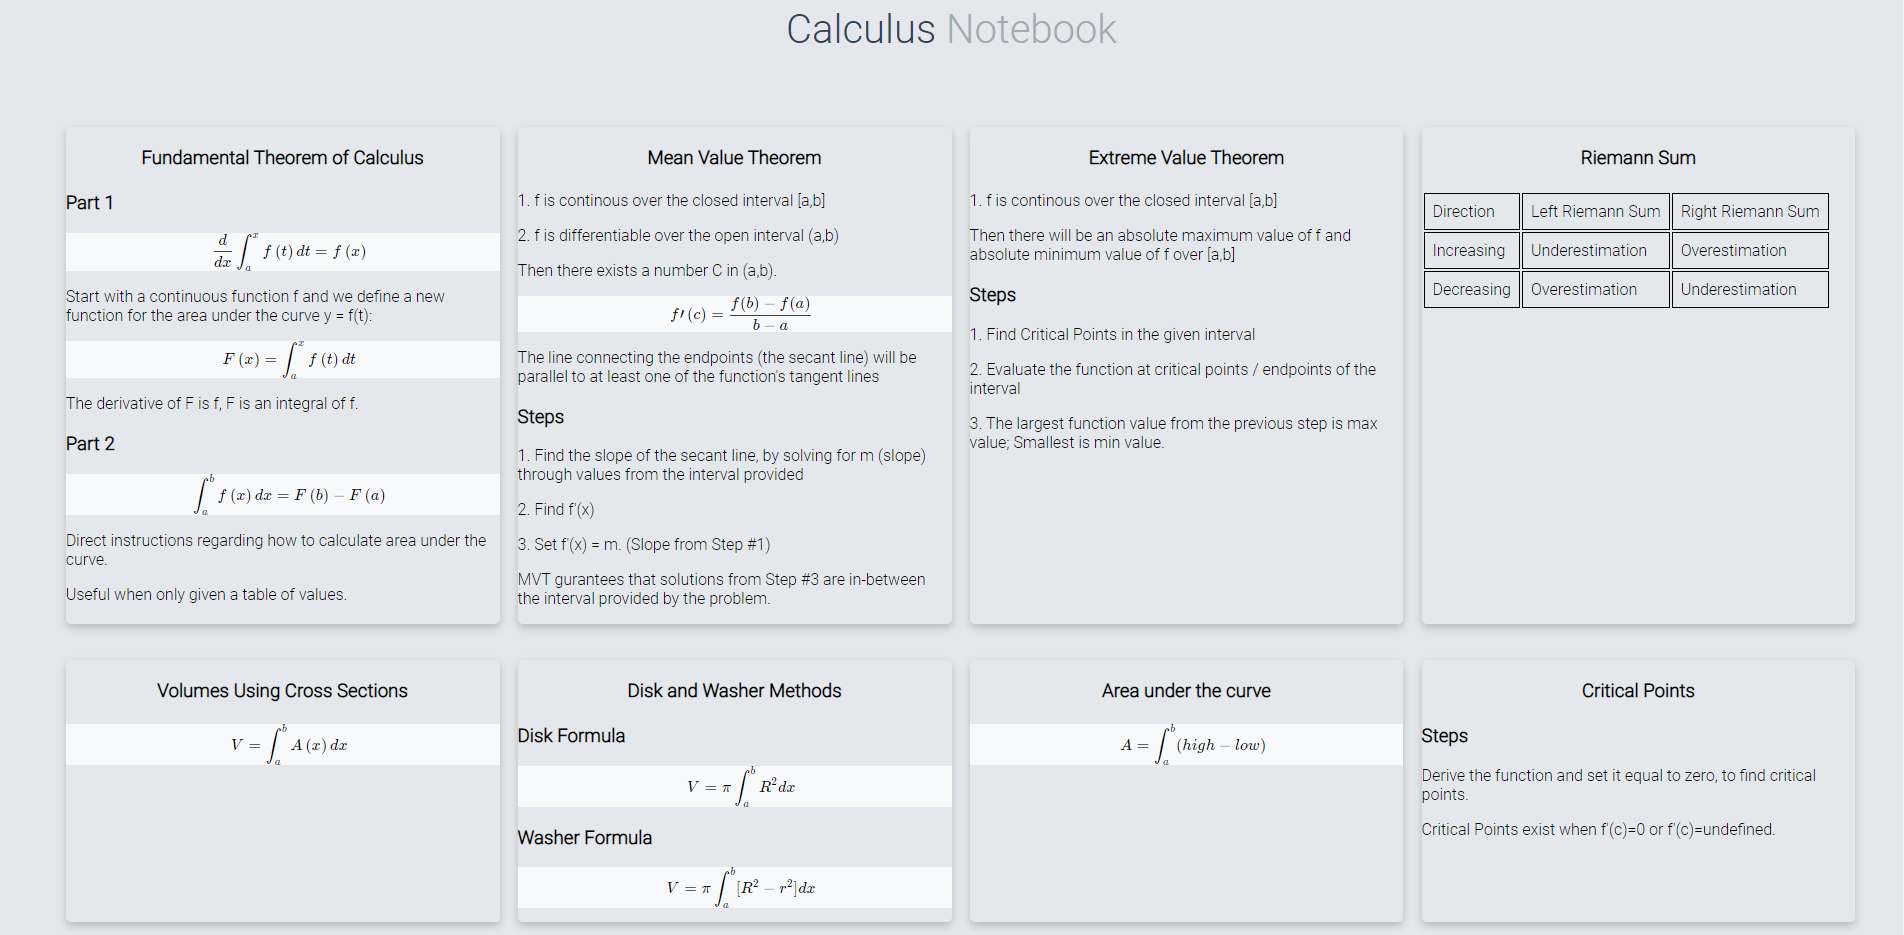 Calculus Notebook
Fundamental Theorem of Calculus
Part 1
\frac{d}{dx} \int_a^x f(t) dt = f(x)
Start with a continuous function f and we define a new
function for the area under the curve y = f(t):
F(x) = \int_a^x f(t) dt
The derivative of F is f, F is an integral of f.
Part 2
\int_a^b f(x) dx = F(b) − F(a)
Direct instructions regarding how to calculate area under the
curve.
Useful when only given a table of values.
Mean Value Theorem
1. f is continous over the closed interval [a,b]
2. f is differentiable over the open interval (a,b)
Then there exists a number C in (a,b).
f′(c) = \frac{f(b) − f(a)}{b − a}
The line connecting the endpoints (the secant line) will be
parallel to at least one of the function's tangent lines
Steps
1. Find the slope of the secant line, by solving for m (slope)
through values from the interval provided
2. Find f'(x)
3. Set f'(x) = m. (Slope from Step #1)
MVT gurantees that solutions from Step #3 are in-between
the interval provided by the problem.
Extreme Value Theorem
1. f is continous over the closed interval [a,b]
Then there will be an absolute maximum value of f and
absolute minimum value of f over [a,b]
Steps
1. Find Critical Points in the given interval
2. Evaluate the function at critical points / endpoints of the
interval
3. The largest function value from the previous step is max
value; Smallest is min value.
Riemann Sum
Direction Left Riemann Sum Right Riemann Sum
Increasing Underestimation Overestimation
Decreasing Overestimation Underestimation
Volumes Using Cross Sections
V = \int_a^b A(x) dx
Disk and Washer Methods
Disk Formula
V = π \int_a^b R² dx
Washer Formula
V = π \int_a^b [R² − r²] dx
Area under the curve
A = \int_a^b (high − low)
Critical Points
Steps
Derive the function and set it equal to zero, to find critical
points.
Critical Points exist when f'(c)=0 or f'(c)=undefined.